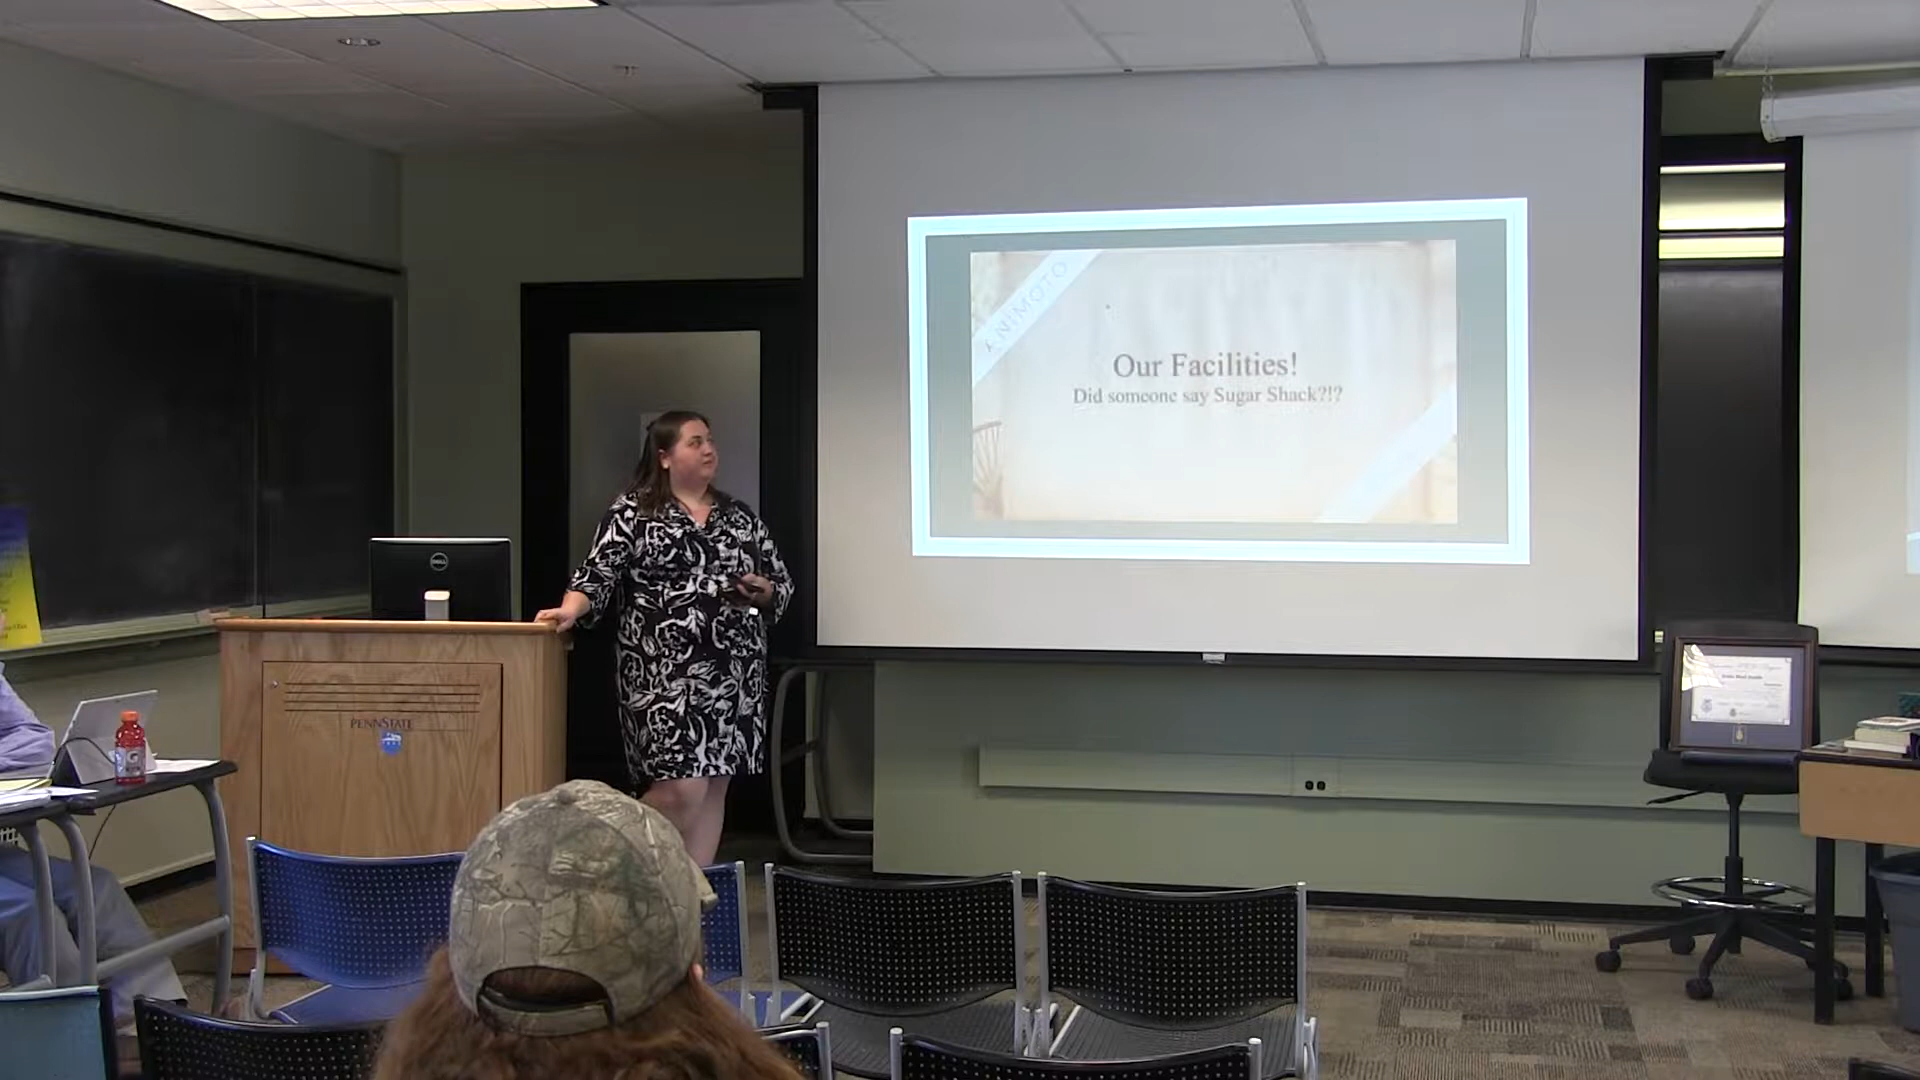 ANIMOTO
Our Facilities!
Did someone say Sugar Shack?!?
DELL
PENNSTATE
G